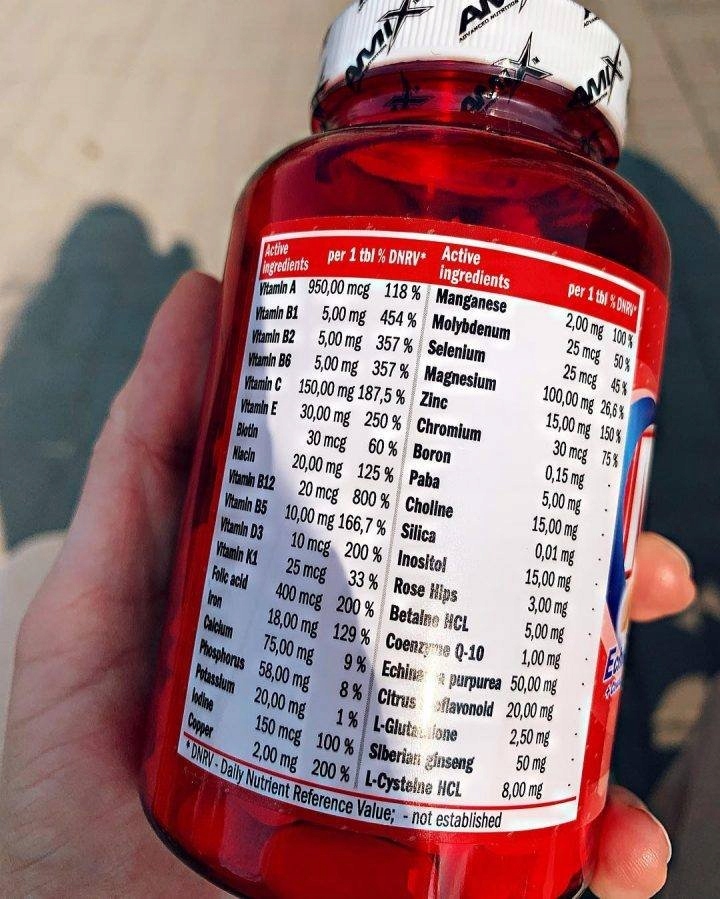 AMIX
ADVANCED NUTRITION
AMIX
Active ingredients per 1 tbl % DNRV*
Vitamin A 950,00 mcg 118 %
Vitamin B1 5,00 mg 454 %
Vitamin B2 5,00 mg 357 %
Vitamin B6 5,00 mg 357 %
Vitamin C 150,00 mg 187,5 %
Vitamin E 30,00 mg 250 %
Biotin 30 mcg 60 %
Niacin 20,00 mg 125 %
Vitamin B12 20 mcg 800 %
Vitamin B5 10,00 mg 166,7 %
Vitamin D3 10 mcg 200 %
Vitamin K1 25 mcg 33 %
Folic acid 400 mcg 200 %
Iron 18,00 mg 129 %
Calcium 75,00 mg 9 %
Phosphorus 58,00 mg 8 %
Potassium 20,00 mg 1 %
Iodine 150 mcg 100 %
Copper 2,00 mg 200 %
Active ingredients per 1 tbl % DNRV*
Manganese 2,00 mg 100 %
Molybdenum 25 mcg 50 %
Selenium 25 mcg 45 %
Magnesium 100,00 mg 26,6 %
Zinc 15,00 mg 150 %
Chromium 30 mcg 75 %
Boron 0,15 mg -
Paba 5,00 mg -
Choline 15,00 mg -
Silica 0,01 mg -
Inositol 15,00 mg -
Rose Hips 3,00 mg -
Betaine HCL 5,00 mg -
Coenzyme Q-10 1,00 mg -
purpurea 50,00 mg -
Citrus 20,00 mg -
2,50 mg -
Siberian ginseng 50 mg -
L-Cysteine HCL 8,00 mg -
* DNRV - Daily Nutrient Reference Value; - not established